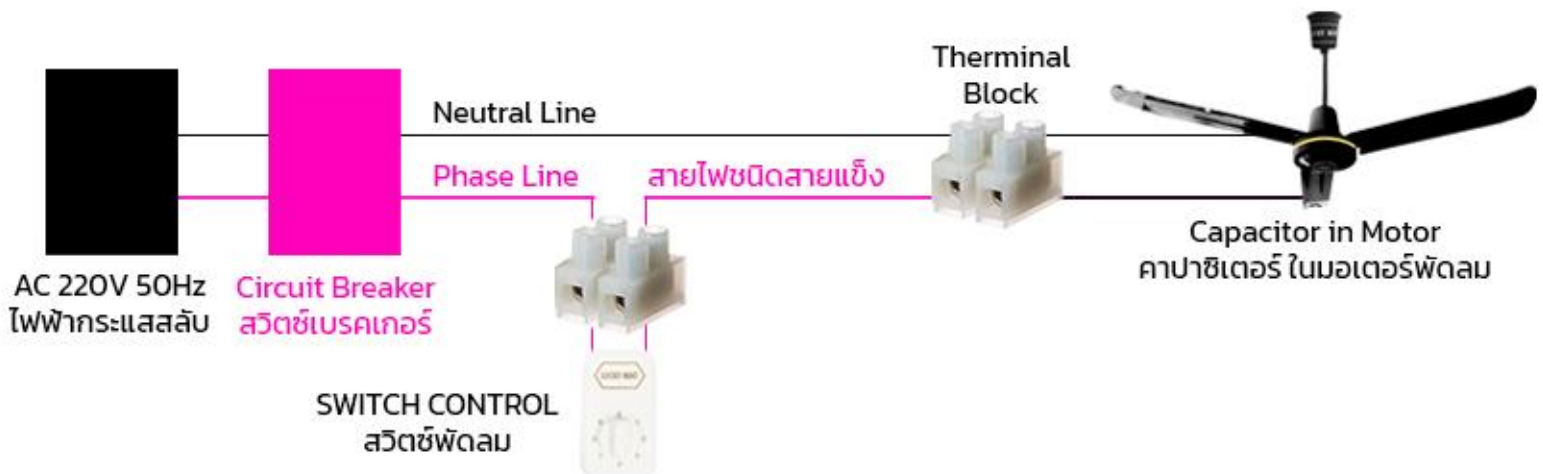 Therminal
Block
Neutral Line
Phase Line
สายไฟชนิดสายแข็ง
AC 220V 50Hz
ไฟฟ้ากระแสสลับ
Circuit Breaker
สวิตซ์เบรคเกอร์
Capacitor in Motor
คาปาซิเตอร์ ในมอเตอร์พัดลม
SWITCH CONTROL
สวิตซ์พัดลม